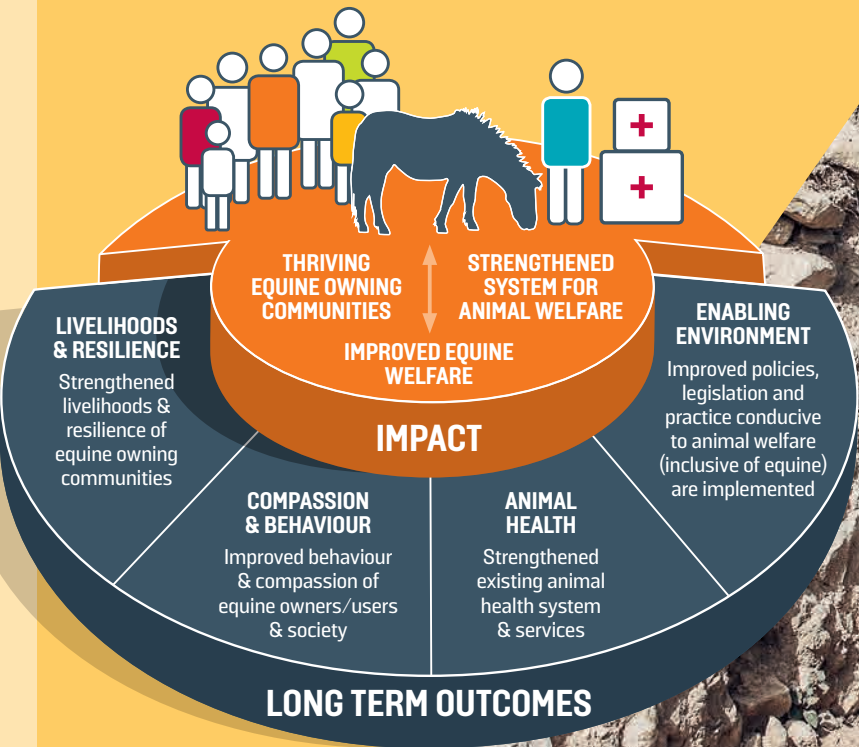 THRIVING
EQUINE OWNING
COMMUNITIES
STRENGTHENED
SYSTEM FOR
ANIMAL WELFARE
IMPROVED EQUINE
WELFARE
IMPACT
LIVELIHOODS
& RESILIENCE
Strengthened
livelihoods &
resilience of
equine owning
communities
COMPASSION
& BEHAVIOUR
Improved behaviour
& compassion of
equine owners/users
& society
ANIMAL
HEALTH
Strengthened
existing animal
health system
& services
ENABLING
ENVIRONMENT
Improved policies,
legislation and
practice conducive
to animal welfare
(inclusive of equine)
are implemented
LONG TERM OUTCOMES